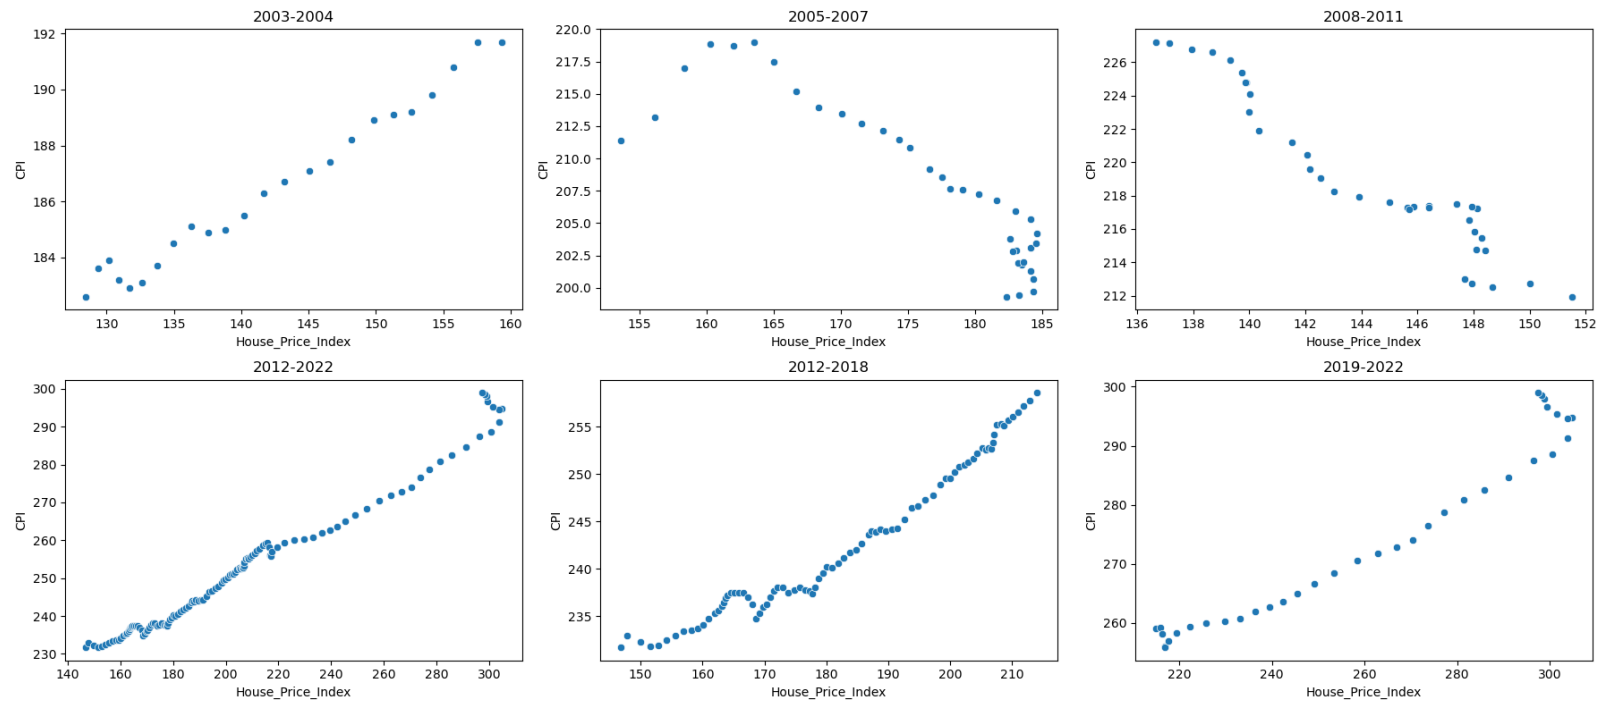 2003-2004
192
190
188
186
184
CPI
130 135 140 145 150 155 160
House_Price_Index
2005-2007
220.0
217.5
215.0
212.5
210.0
207.5
205.0
202.5
200.0
CPI
155 160 165 170 175 180 185
House_Price_Index
2008-2011
226
224
222
220
218
216
214
212
CPI
136 138 140 142 144 146 148 150 152
House_Price_Index
2012-2022
300
290
280
270
260
250
240
230
CPI
140 160 180 200 220 240 260 280 300
House_Price_Index
2012-2018
255
250
245
240
235
CPI
150 160 170 180 190 200 210
House_Price_Index
2019-2022
300
290
280
270
260
CPI
220 240 260 280 300
House_Price_Index